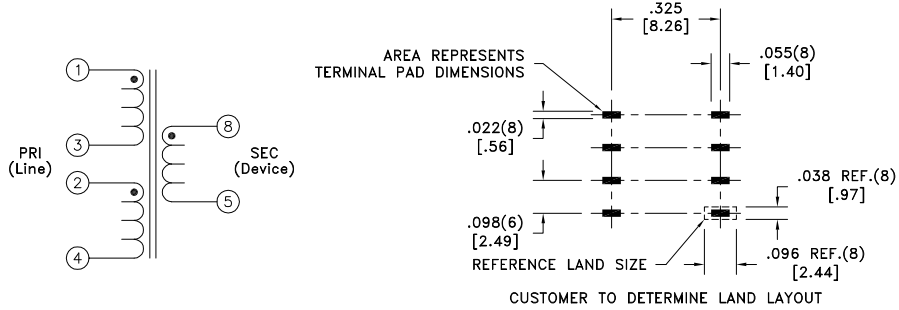 1
3
PRI
(Line)
2
4
8
SEC
(Device)
5
.325
[8.26]
AREA REPRESENTS
TERMINAL PAD DIMENSIONS
.055(8)
[1.40]
.022(8)
[.56]
.038 REF.(8)
[.97]
.098(6)
[2.49]
REFERENCE LAND SIZE
.096 REF.(8)
[2.44]
CUSTOMER TO DETERMINE LAND LAYOUT